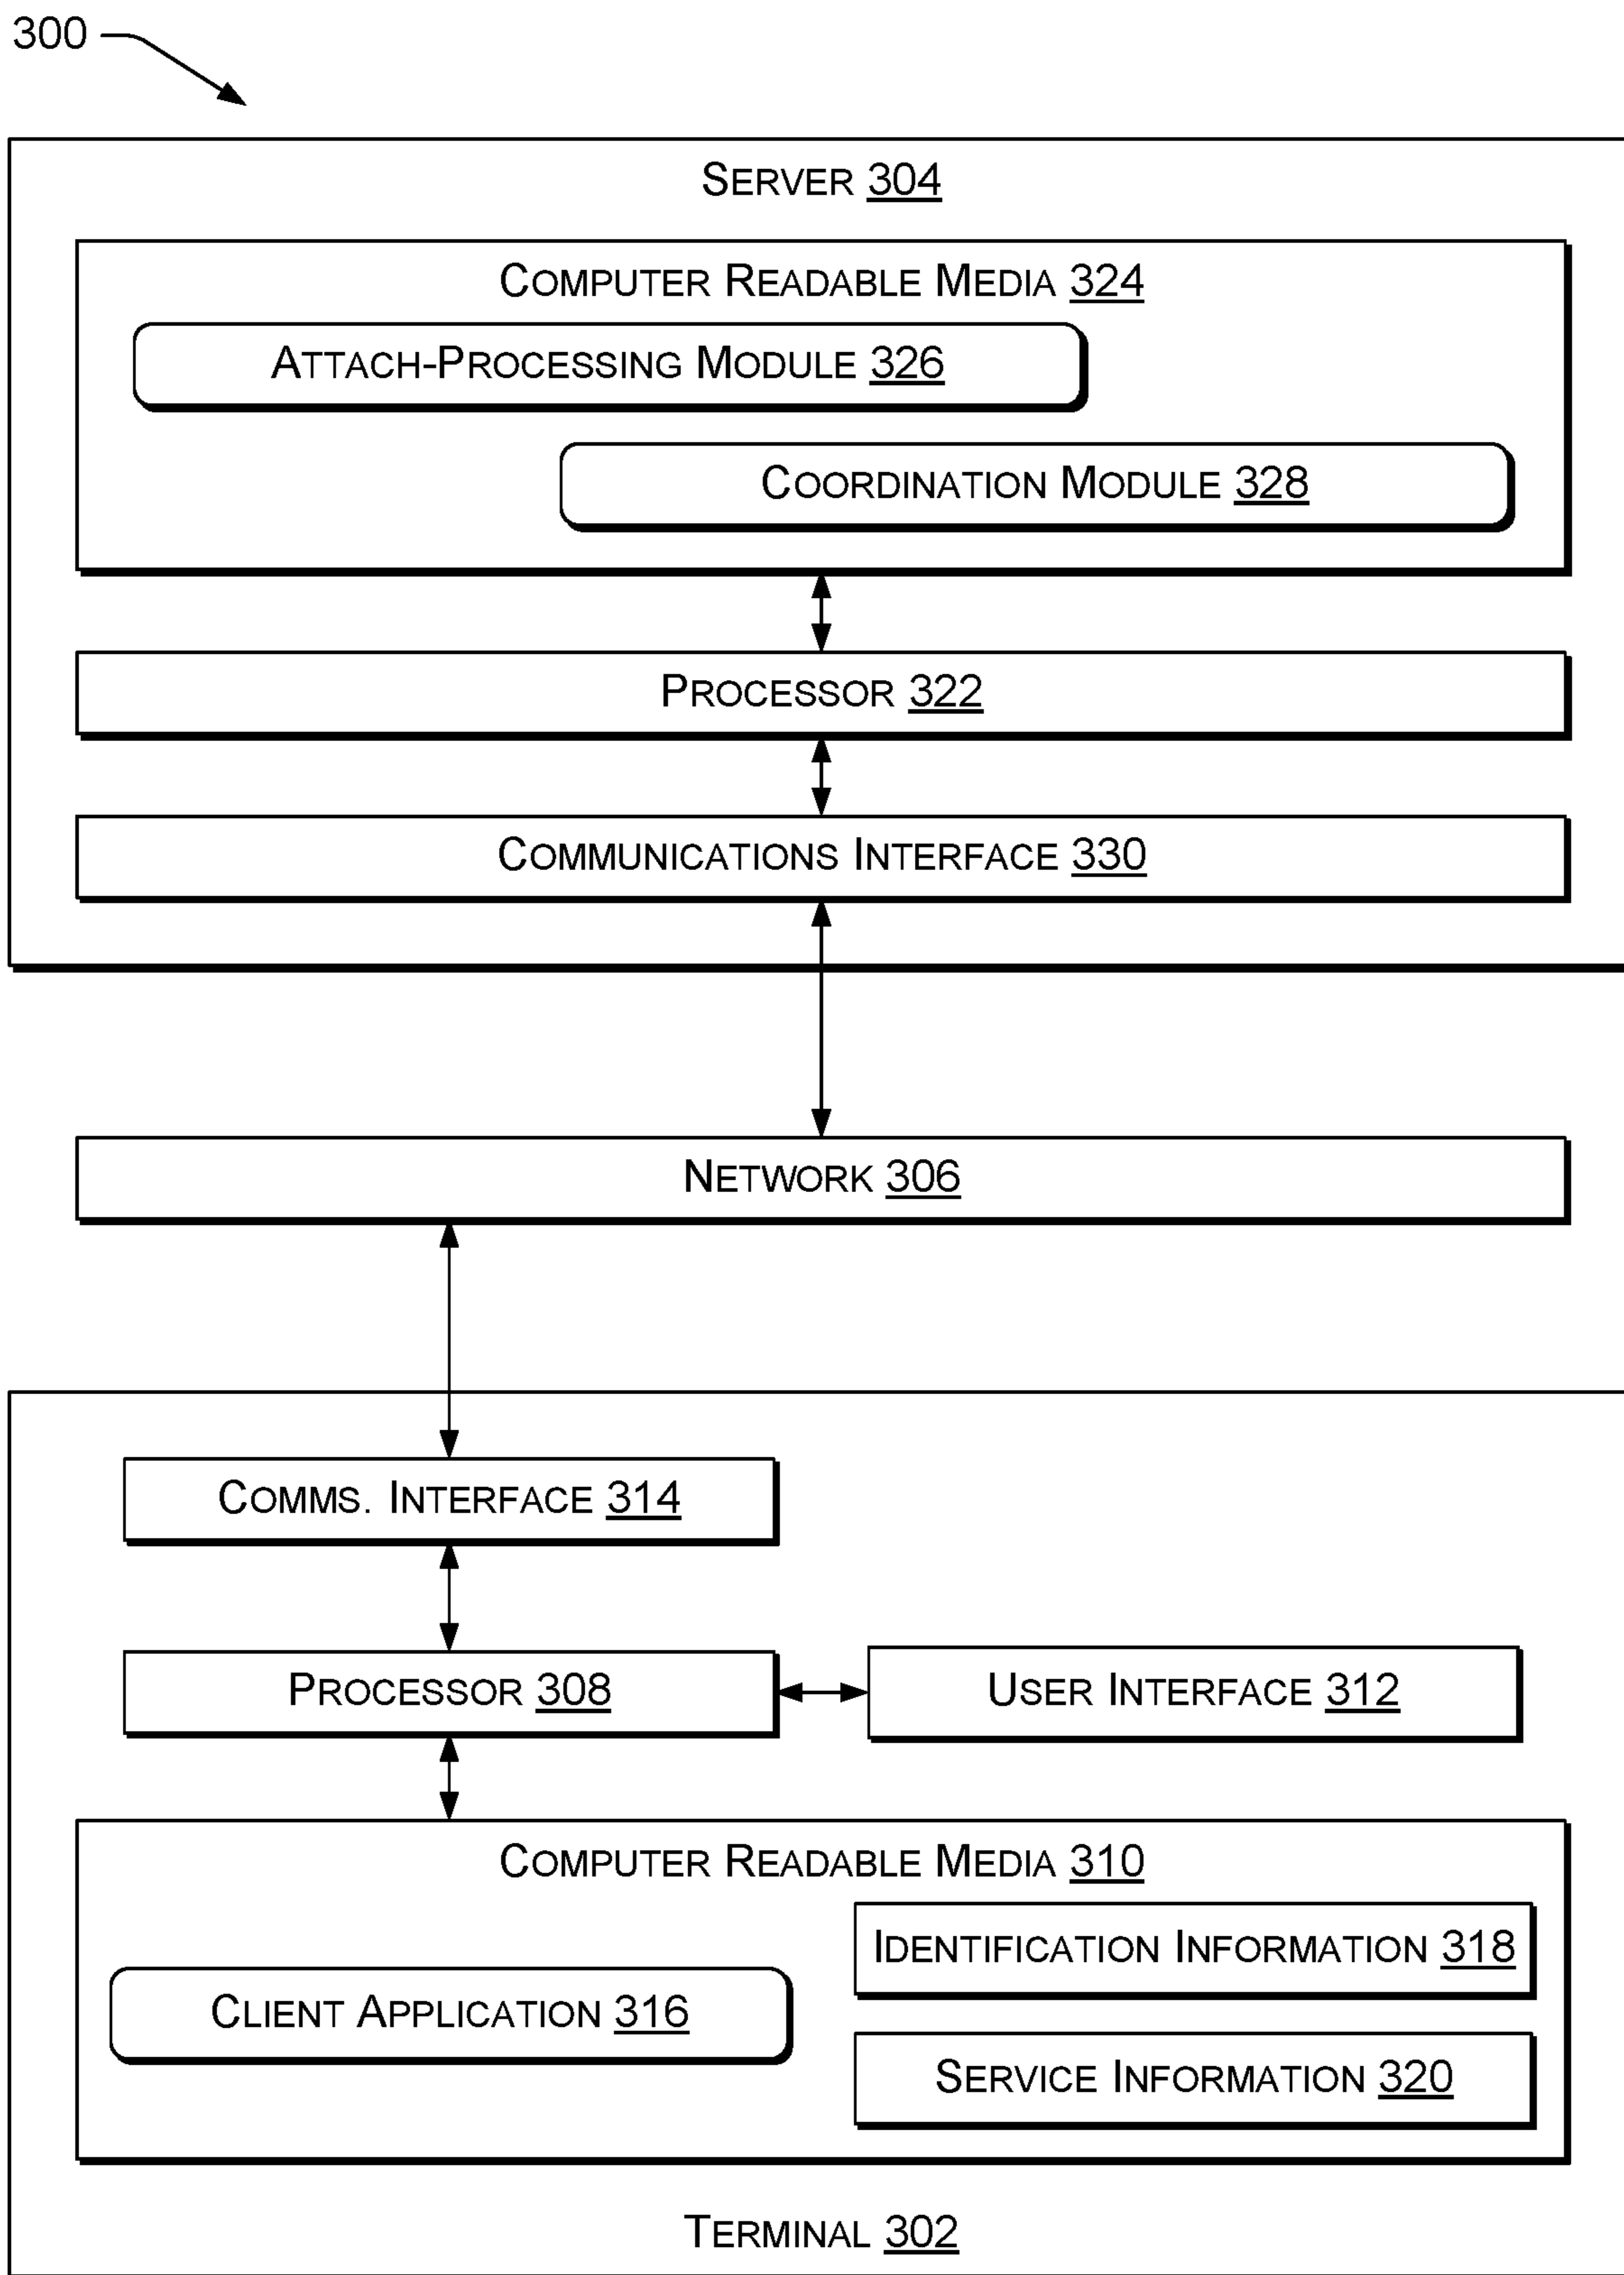 300
SERVER 304
COMPUTER READABLE MEDIA 324
ATTACH-PROCESSING MODULE 326
COORDINATION MODULE 328
PROCESSOR 322
COMMUNICATIONS INTERFACE 330
NETWORK 306
COMMS. INTERFACE 314
PROCESSOR 308
USER INTERFACE 312
COMPUTER READABLE MEDIA 310
IDENTIFICATION INFORMATION 318
CLIENT APPLICATION 316
SERVICE INFORMATION 320
TERMINAL 302